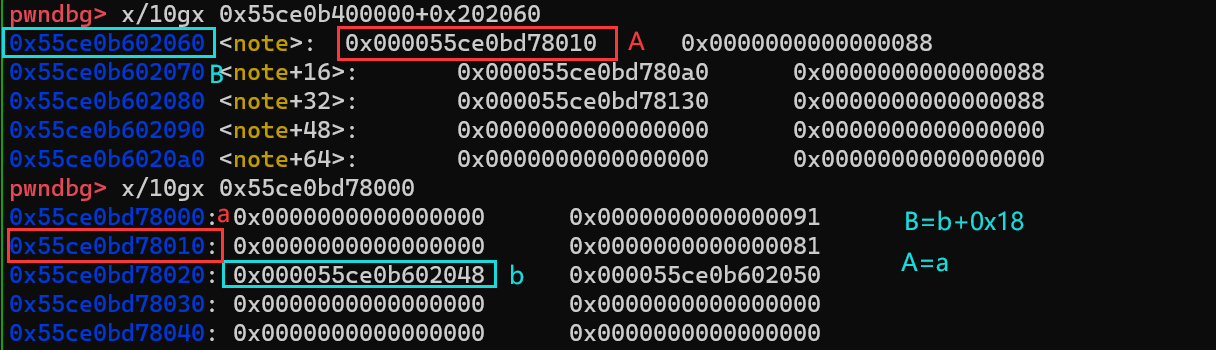 pwndbg> x/10gx 0x55ce0b400000+0x202060
0x55ce0b602060 <note>: 0x000055ce0bd78010 A 0x0000000000000088
0x55ce0b602070 B <note+16>: 0x000055ce0bd780a0 0x0000000000000088
0x55ce0b602080 <note+32>: 0x000055ce0bd78130 0x0000000000000088
0x55ce0b602090 <note+48>: 0x0000000000000000 0x0000000000000000
0x55ce0b6020a0 <note+64>: 0x0000000000000000 0x0000000000000000
pwndbg> x/10gx 0x55ce0bd78000
0x55ce0bd78000: a 0x0000000000000000 0x0000000000000091 B=b+0x18
0x55ce0bd78010: 0x0000000000000000 0x0000000000000081 A=a
0x55ce0bd78020: 0x000055ce0b602048 b 0x000055ce0b602050
0x55ce0bd78030: 0x0000000000000000 0x0000000000000000
0x55ce0bd78040: 0x0000000000000000 0x0000000000000000